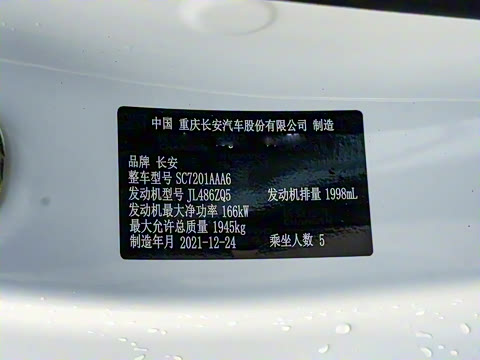 中国 重庆长安汽车股份有限公司 制造
品牌 长安
整车型号 SC7201AAA6
发动机型号 JL486ZQ5 发动机排量 1998mL
发动机最大净功率 166kW
最大允许总质量 1945kg
制造年月 2021-12-24 乘坐人数 5